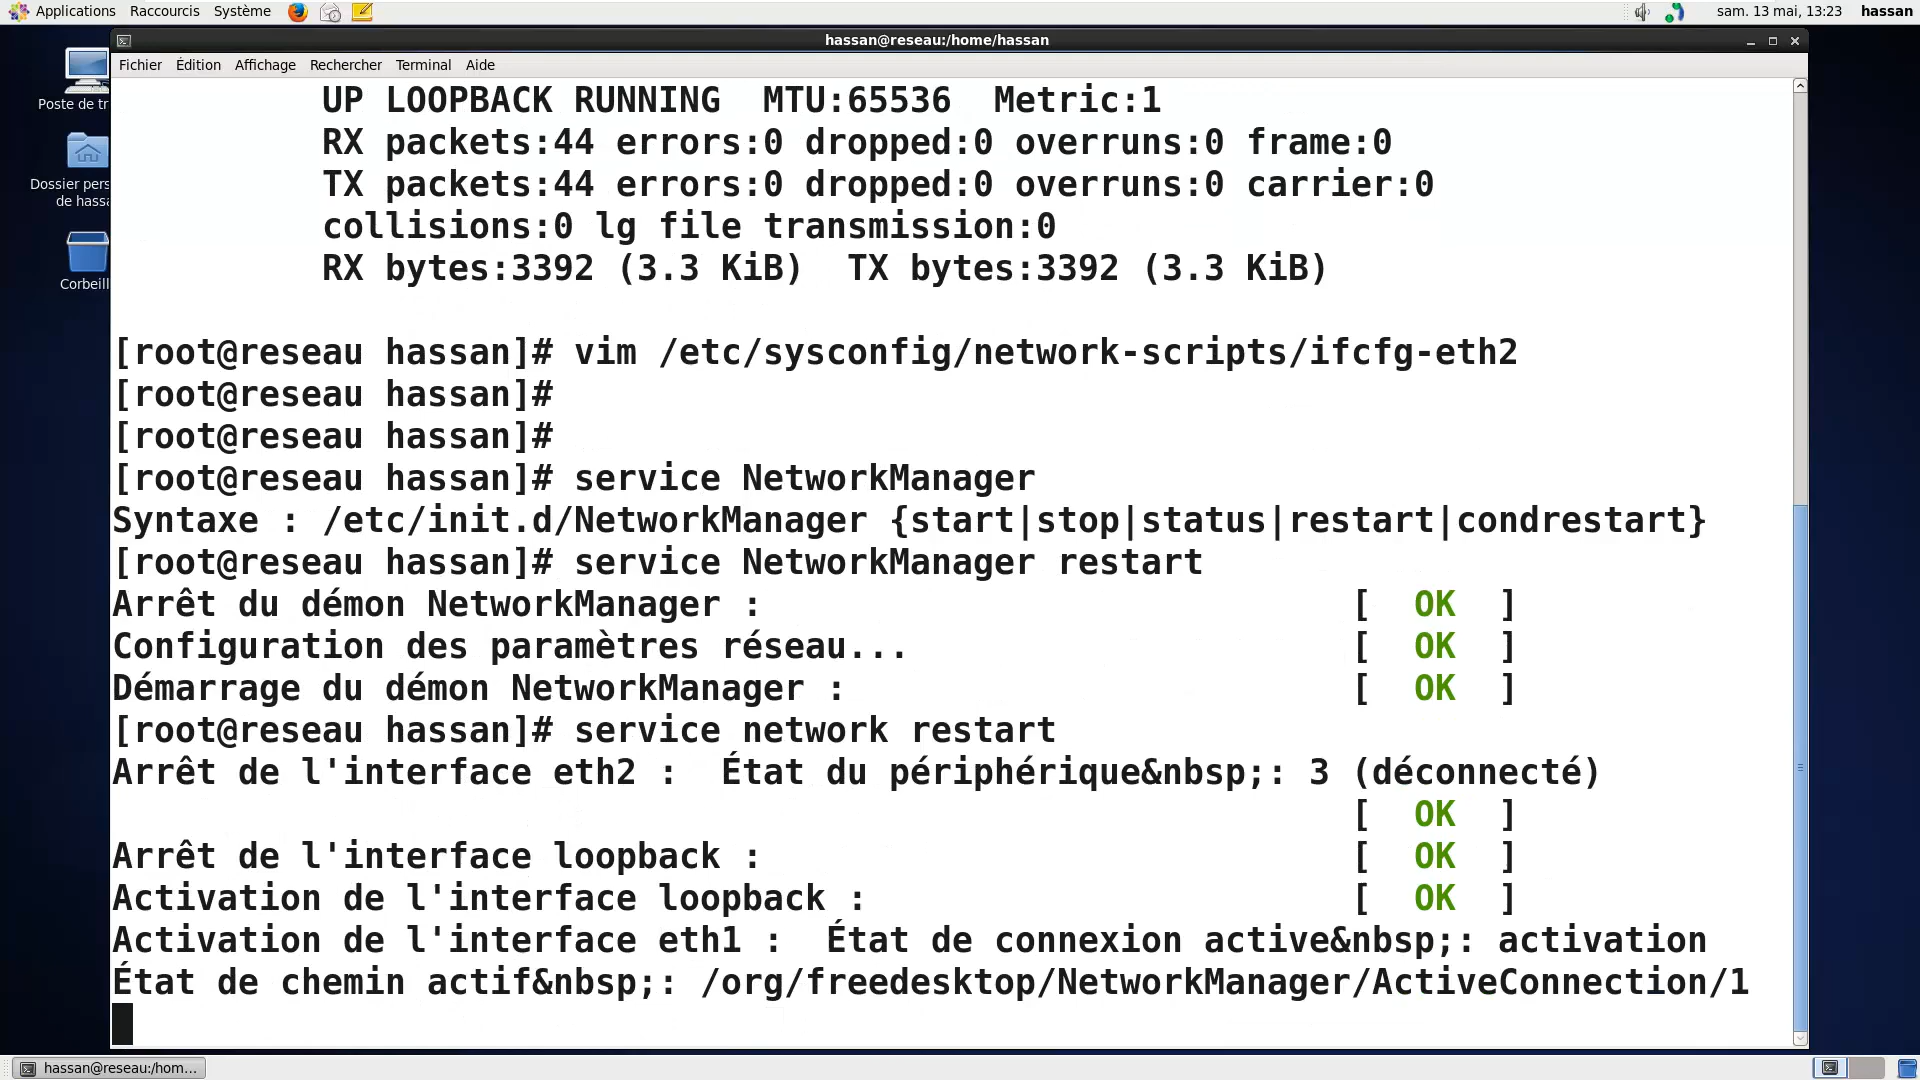 Applications Raccourcis Système sam. 13 mai, 13:23 hassan
hassan@reseau:/home/hassan
Fichier Édition Affichage Rechercher Terminal Aide
Poste de tr
Dossier pers
de hassa
Corbeill
UP LOOPBACK RUNNING  MTU:65536  Metric:1
RX packets:44 errors:0 dropped:0 overruns:0 frame:0
TX packets:44 errors:0 dropped:0 overruns:0 carrier:0
collisions:0 lg file transmission:0
RX bytes:3392 (3.3 KiB)  TX bytes:3392 (3.3 KiB)
[root@reseau hassan]# vim /etc/sysconfig/network-scripts/ifcfg-eth2
[root@reseau hassan]#
[root@reseau hassan]#
[root@reseau hassan]# service NetworkManager
Syntaxe : /etc/init.d/NetworkManager {start|stop|status|restart|condrestart}
[root@reseau hassan]# service NetworkManager restart
Arrêt du démon NetworkManager : [  OK  ]
Configuration des paramètres réseau... [  OK  ]
Démarrage du démon NetworkManager : [  OK  ]
[root@reseau hassan]# service network restart
Arrêt de l'interface eth2 :  État du périphérique&nbsp;: 3 (déconnecté)
[  OK  ]
Arrêt de l'interface loopback : [  OK  ]
Activation de l'interface loopback : [  OK  ]
Activation de l'interface eth1 :  État de connexion active&nbsp;: activation
État de chemin actif&nbsp;: /org/freedesktop/NetworkManager/ActiveConnection/1
hassan@reseau:/hom...